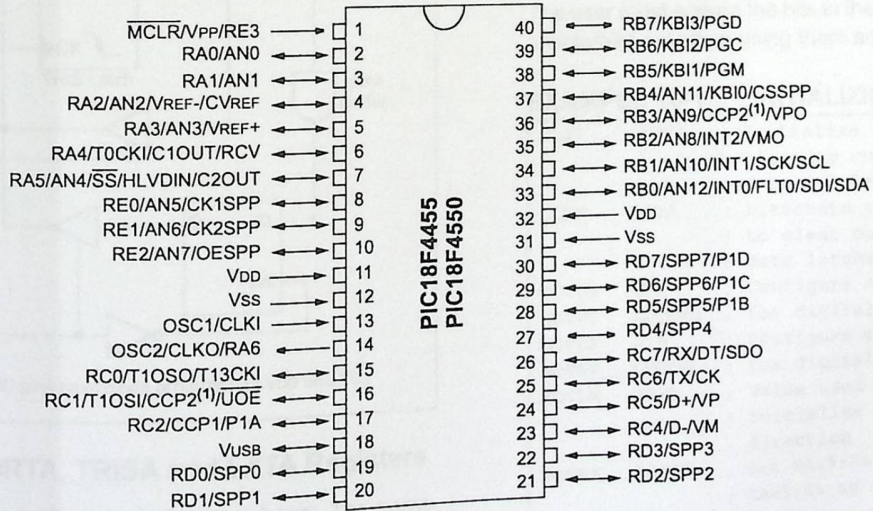 MCLR/VPP/RE3 1
RA0/AN0 2
RA1/AN1 3
RA2/AN2/VREF-/CVREF 4
RA3/AN3/VREF+ 5
RA4/T0CKI/C1OUT/RCV 6
RA5/AN4/SS/HLVDIN/C2OUT 7
RE0/AN5/CK1SPP 8
RE1/AN6/CK2SPP 9
RE2/AN7/OESPP 10
VDD 11
VSS 12
OSC1/CLKI 13
OSC2/CLKO/RA6 14
RC0/T1OSO/T13CKI 15
RC1/T1OSI/CCP2(1)/UOE 16
RC2/CCP1/P1A 17
VUSB 18
RD0/SPP0 19
RD1/SPP1 20
PIC18F4455
PIC18F4550
40 RB7/KBI3/PGD
39 RB6/KBI2/PGC
38 RB5/KBI1/PGM
37 RB4/AN11/KBI0/CSSPP
36 RB3/AN9/CCP2(1)/VPO
35 RB2/AN8/INT2/VMO
34 RB1/AN10/INT1/SCK/SCL
33 RB0/AN12/INT0/FLT0/SDI/SDA
32 VDD
31 VSS
30 RD7/SPP7/P1D
29 RD6/SPP6/P1C
28 RD5/SPP5/P1B
27 RD4/SPP4
26 RC7/RX/DT/SDO
25 RC6/TX/CK
24 RC5/D+/VP
23 RC4/D-/VM
22 RD3/SPP3
21 RD2/SPP2